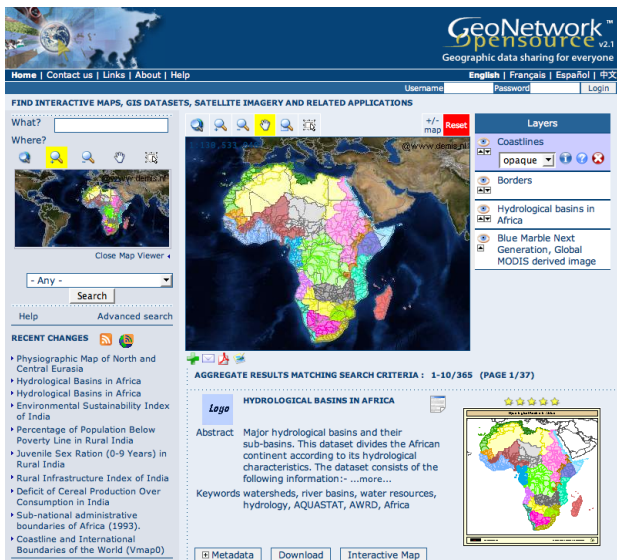 GeoNetwork™
Opensource v2.1
Geographic data sharing for everyone
Home | Contact us | Links | About | Help
English | Français | Español | 中文
Username Password Login
FIND INTERACTIVE MAPS, GIS DATASETS, SATELLITE IMAGERY AND RELATED APPLICATIONS
What?
Where?
Close Map Viewer
- Any -
Search
Help Advanced search
RECENT CHANGES
Physiographic Map of North and
Central Eurasia
Hydrological Basins in Africa
Hydrological Basins in Africa
Environmental Sustainability Index
of India
Percentage of Population Below
Poverty Line in Rural India
Juvenile Sex Ration (0-9 Years) in
Rural India
Rural Infrastructure Index of India
Deficit of Cereal Production Over
Consumption in India
Sub-national administrative
boundaries of Africa (1993).
Coastline and International
Boundaries of the World (Vmap0)
+/-
map
Reset
@www.demis.nl
Layers
Coastlines
opaque
Borders
Hydrological basins in
Africa
Blue Marble Next
Generation, Global
MODIS derived image
AGGREGATE RESULTS MATCHING SEARCH CRITERIA : 1-10/365 (PAGE 1/37)
Logo
HYDROLOGICAL BASINS IN AFRICA
Abstract Major hydrological basins and their
sub-basins. This dataset divides the African
continent according to its hydrological
characteristics. The dataset consists of the
following information:- ...more...
Keywords watersheds, river basins, water resources,
hydrology, AQUASTAT, AWRD, Africa
Metadata Download Interactive Map